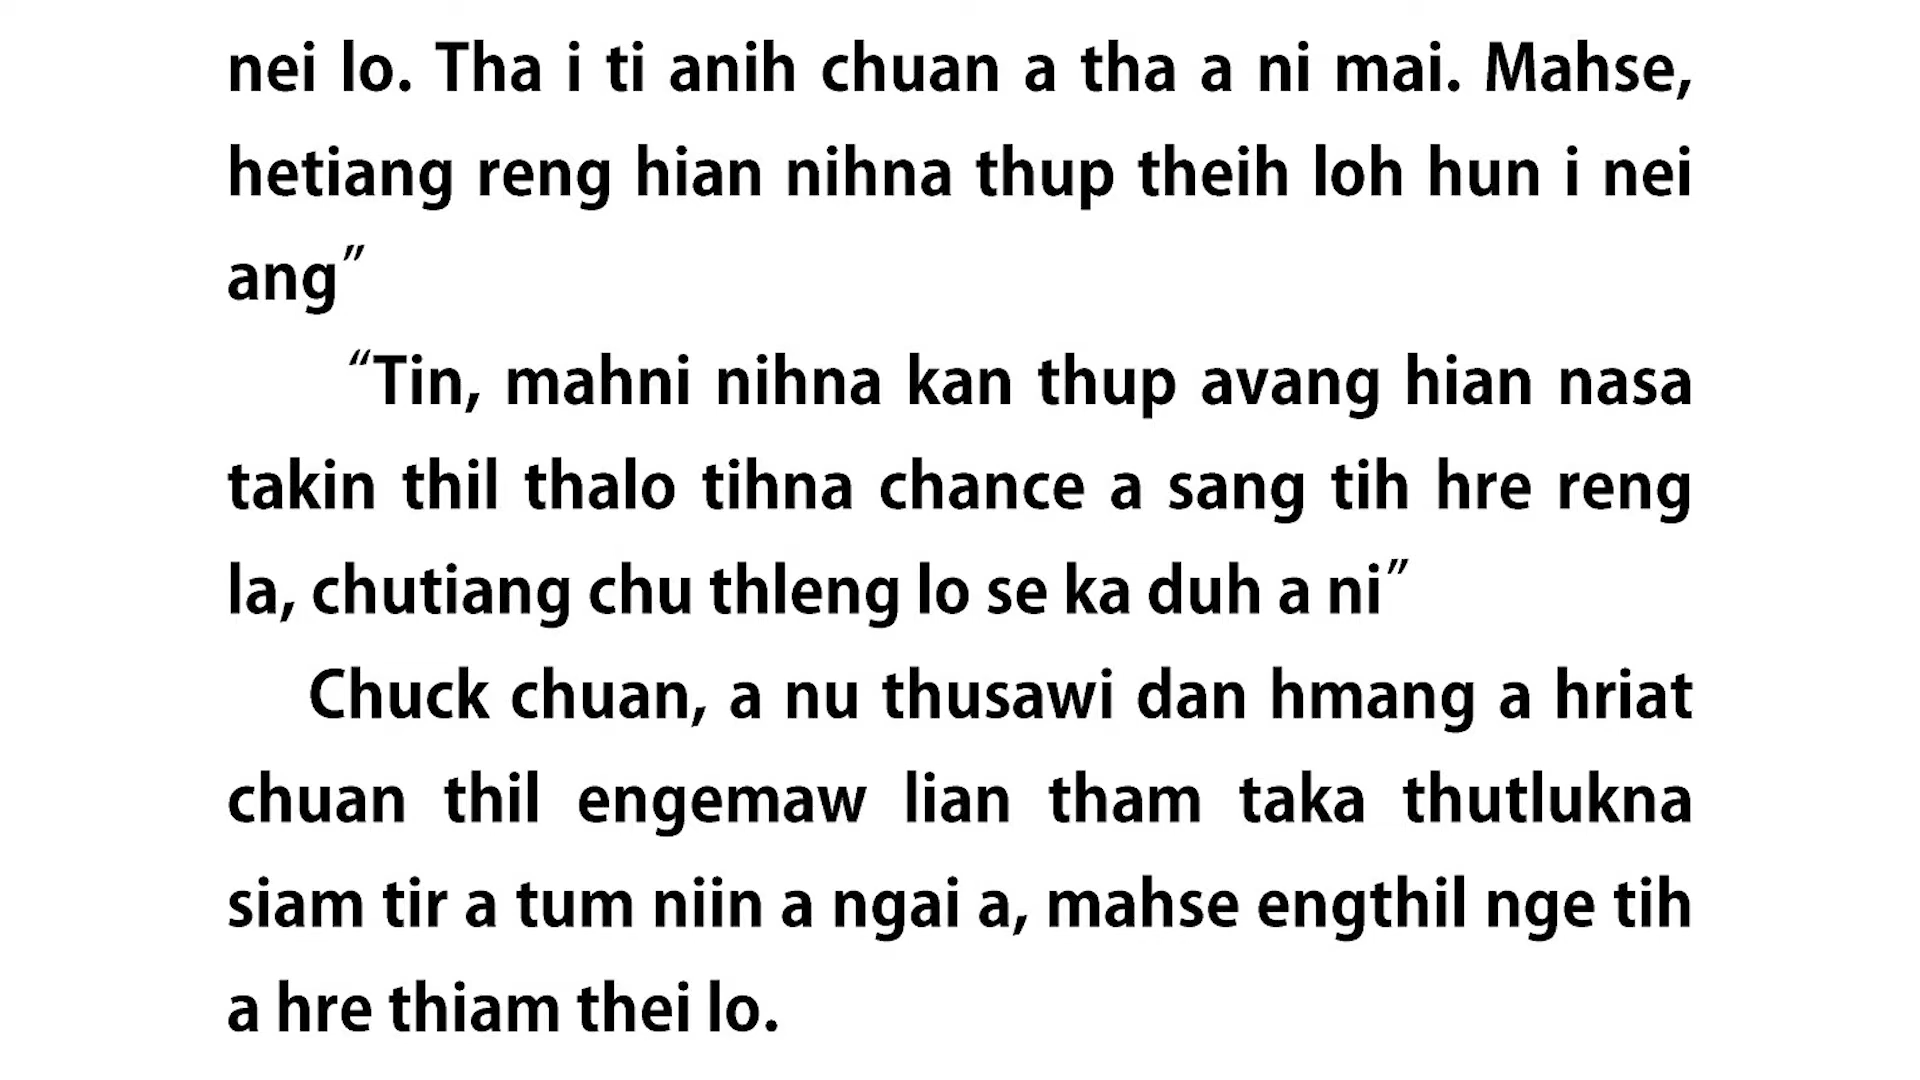 nei lo. Tha i ti anih chuan a tha a ni mai. Mahse,
hetiang reng hian nihna thup theih loh hun i nei
ang”
“Tin, mahni nihna kan thup avang hian nasa
takin thil thalo tihna chance a sang tih hre reng
la, chutiang chu thleng lo se ka duh a ni”
Chuck chuan, a nu thusawi dan hmang a hriat
chuan thil engemaw lian tham taka thutlukna
siam tir a tum niin a ngai a, mahse engthil nge tih
a hre thiam thei lo.